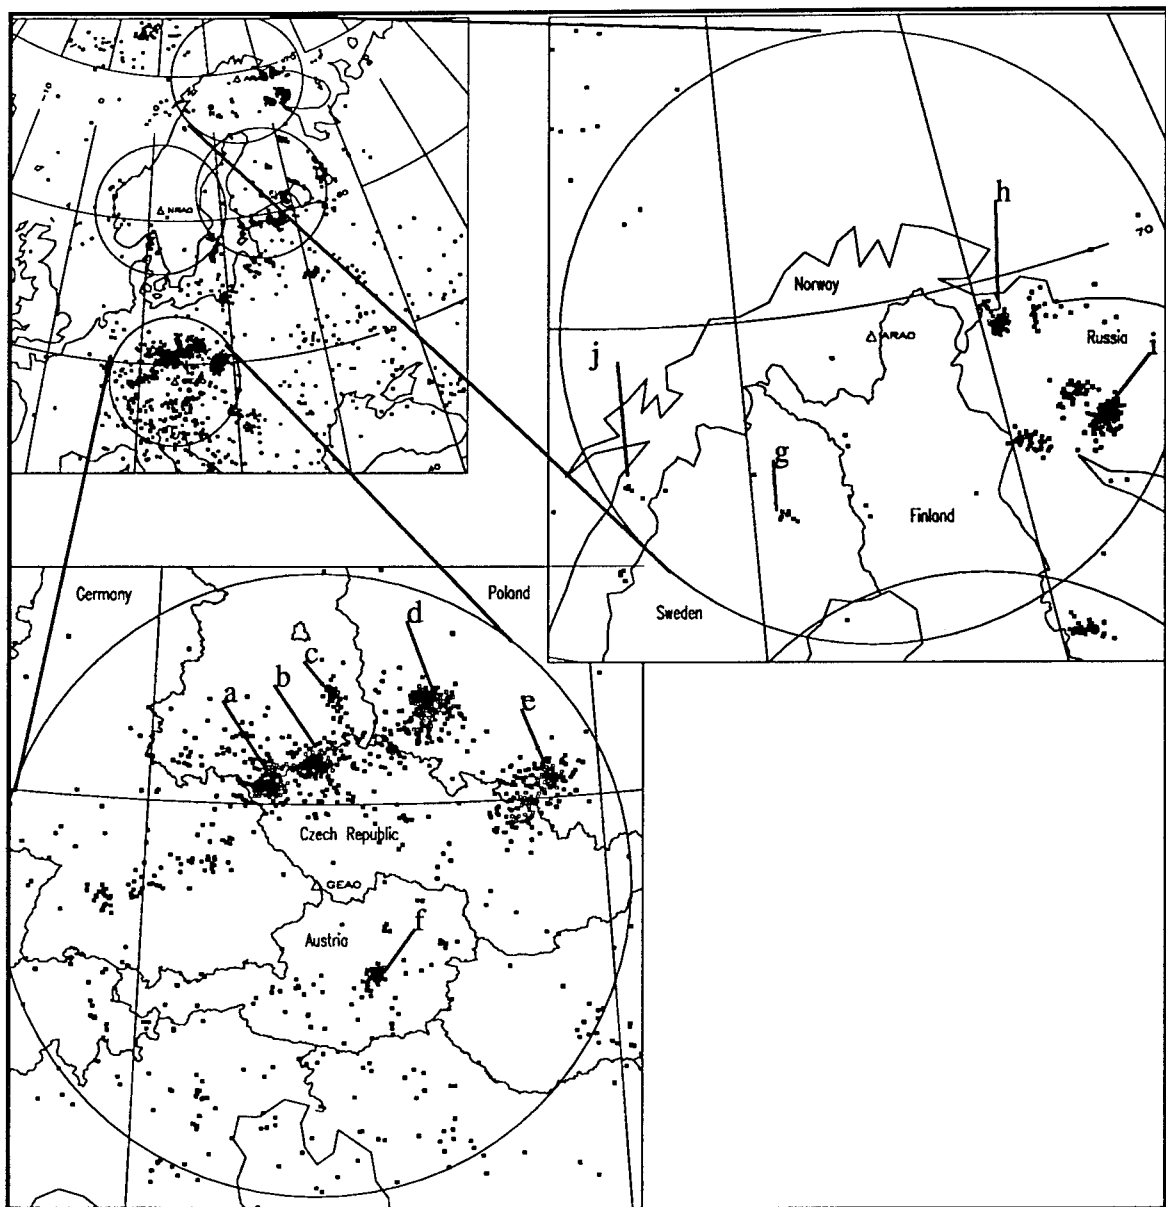 NRAO
h
70
Norway
ARAO
Russia
i
j
g
Finland
Sweden
Germany
Poland
d
c
b
a
e
Czech Republic
GEAO
f
Austria